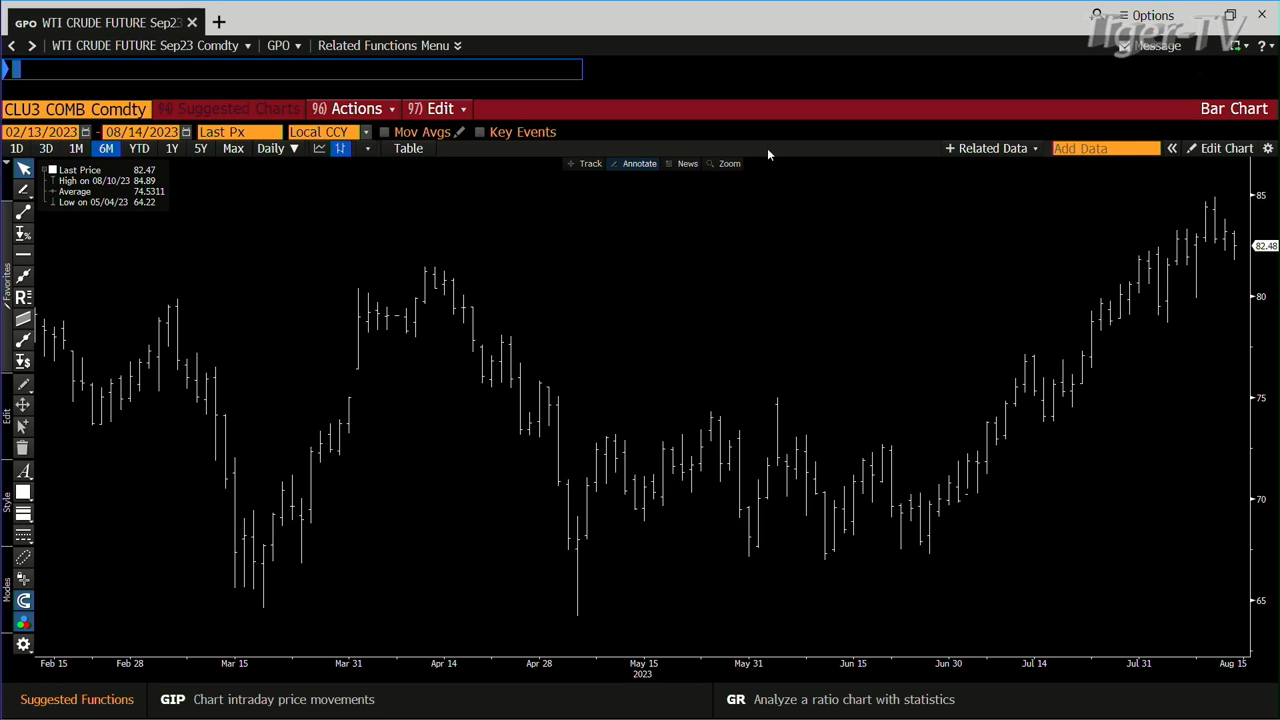 GPO WTI CRUDE FUTURE Sep23
Options
WTI CRUDE FUTURE Sep23 Comdty GPO Related Functions Menu
Message
Tiger-TV
CLU3 COMB Comdty Suggested Charts 96) Actions 97) Edit Bar Chart
02/13/2023 - 08/14/2023 Last Px Local CCY Mov Avgs Key Events
1D 3D 1M 6M YTD 1Y 5Y Max Daily Table + Related Data Add Data Edit Chart
Track Annotate News Zoom
Last Price 82.47
High on 08/10/23 84.89
Average 74.5311
Low on 05/04/23 64.22
Favorites
Edit
Style
Modes
85
82.48
80
75
70
65
Feb 15 Feb 28 Mar 15 Mar 31 Apr 14 Apr 28 May 15 May 31 Jun 15 Jun 30 Jul 14 Jul 31 Aug 15
2023
Suggested Functions GIP Chart intraday price movements GR Analyze a ratio chart with statistics